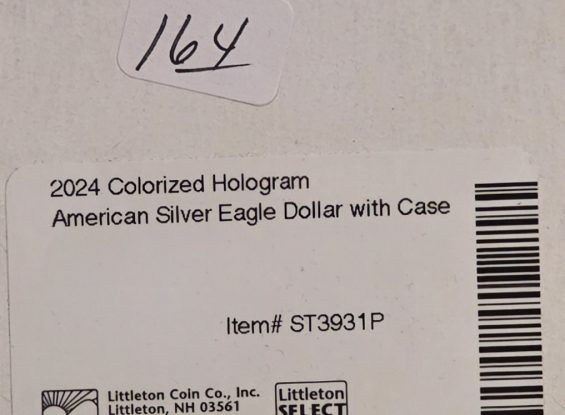 164
2024 Colorized Hologram
American Silver Eagle Dollar with Case
Item# ST3931P
Littleton Coin Co., Inc.
Littleton, NH 03561
Littleton
SELECT